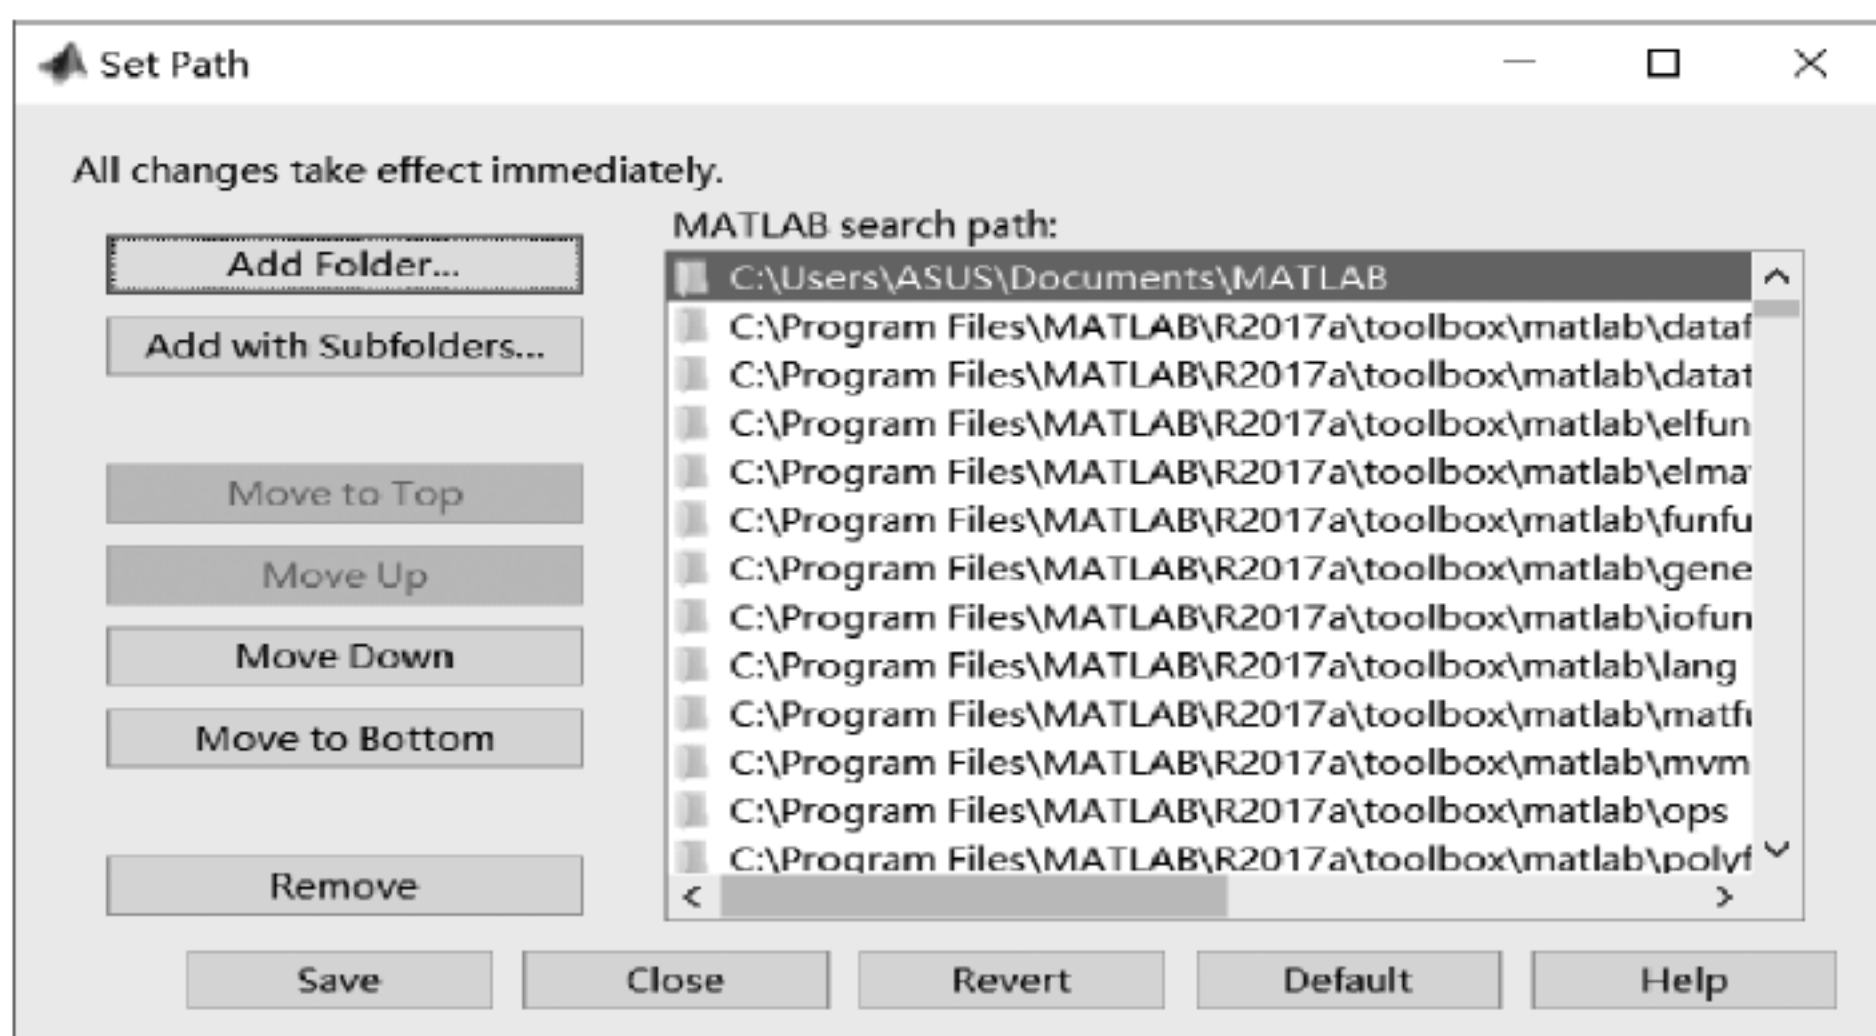 Set Path
All changes take effect immediately.
MATLAB search path:
Add Folder...
Add with Subfolders...
Move to Top
Move Up
Move Down
Move to Bottom
Remove
C:\Users\ASUS\Documents\MATLAB
C:\Program Files\MATLAB\R2017a\toolbox\matlab\dataf
C:\Program Files\MATLAB\R2017a\toolbox\matlab\datat
C:\Program Files\MATLAB\R2017a\toolbox\matlab\elfun
C:\Program Files\MATLAB\R2017a\toolbox\matlab\elma
C:\Program Files\MATLAB\R2017a\toolbox\matlab\funfu
C:\Program Files\MATLAB\R2017a\toolbox\matlab\gene
C:\Program Files\MATLAB\R2017a\toolbox\matlab\iofun
C:\Program Files\MATLAB\R2017a\toolbox\matlab\lang
C:\Program Files\MATLAB\R2017a\toolbox\matlab\matfu
C:\Program Files\MATLAB\R2017a\toolbox\matlab\mvm
C:\Program Files\MATLAB\R2017a\toolbox\matlab\ops
C:\Program Files\MATLAB\R2017a\toolbox\matlab\polyf
Save
Close
Revert
Default
Help